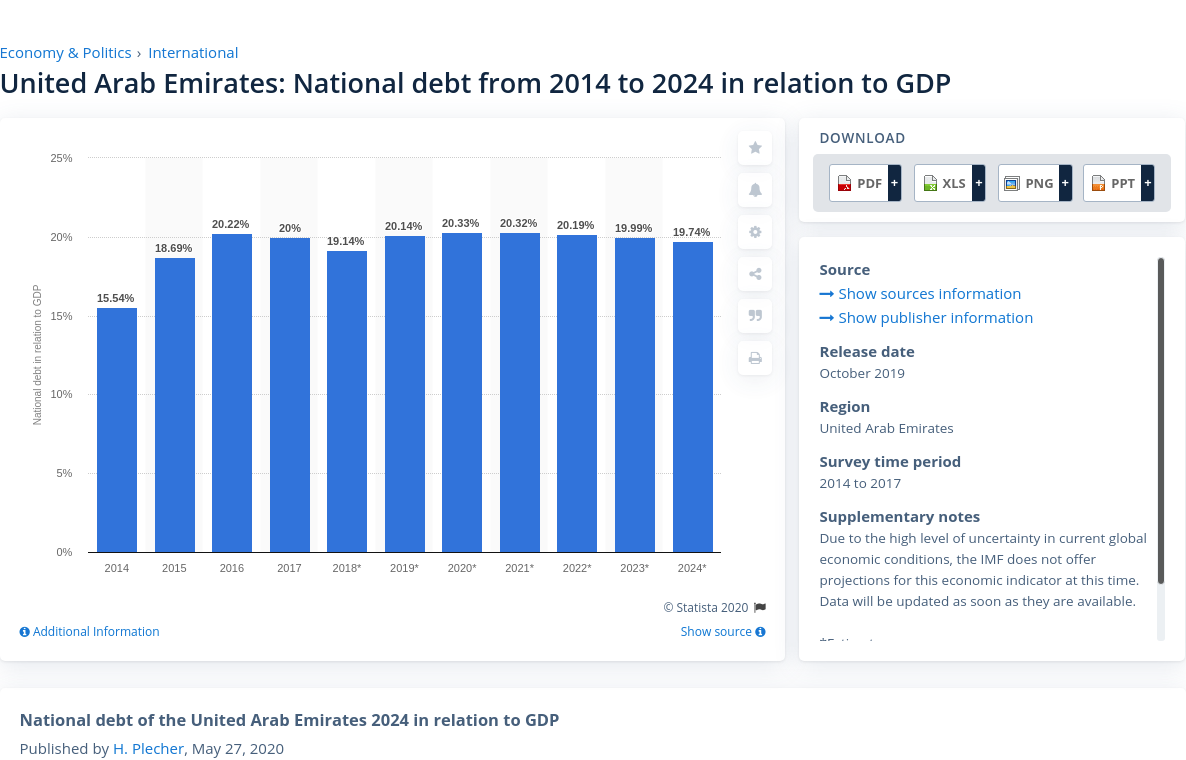 Economy & Politics › International
United Arab Emirates: National debt from 2014 to 2024 in relation to GDP
25%
20%
15%
10%
5%
0%
National debt in relation to GDP
15.54%
18.69%
20.22%
20%
19.14%
20.14%
20.33%
20.32%
20.19%
19.99%
19.74%
2014
2015
2016
2017
2018*
2019*
2020*
2021*
2022*
2023*
2024*
© Statista 2020
Additional Information
Show source
DOWNLOAD
PDF +
XLS +
PNG +
PPT +
Source
Show sources information
Show publisher information
Release date
October 2019
Region
United Arab Emirates
Survey time period
2014 to 2017
Supplementary notes
Due to the high level of uncertainty in current global
economic conditions, the IMF does not offer
projections for this economic indicator at this time.
Data will be updated as soon as they are available.
National debt of the United Arab Emirates 2024 in relation to GDP
Published by H. Plecher, May 27, 2020